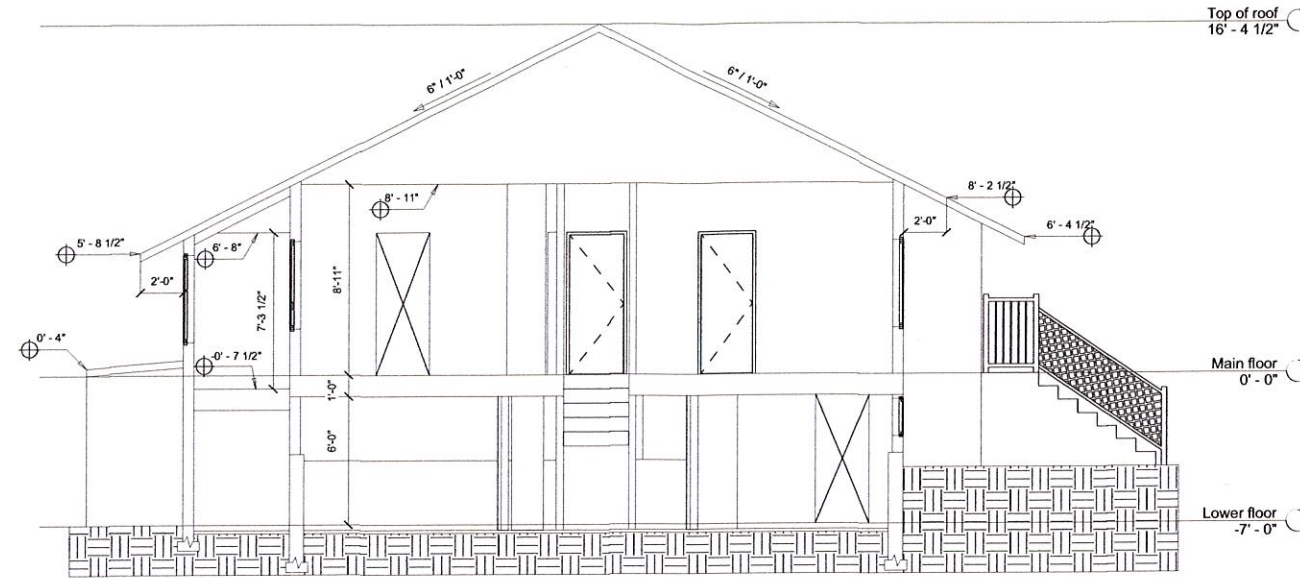 Top of roof
16' - 4 1/2"
6" / 1'-0"
6" / 1'-0"
8' - 11"
8' - 2 1/2"
2'-0"
6' - 4 1/2"
5' - 8 1/2"
6' - 8"
2'-0"
8'-11"
7'-3 1/2"
0' - 4"
-0' - 7 1/2"
Main floor
0' - 0"
1'-0"
6'-0"
Lower floor
-7' - 0"